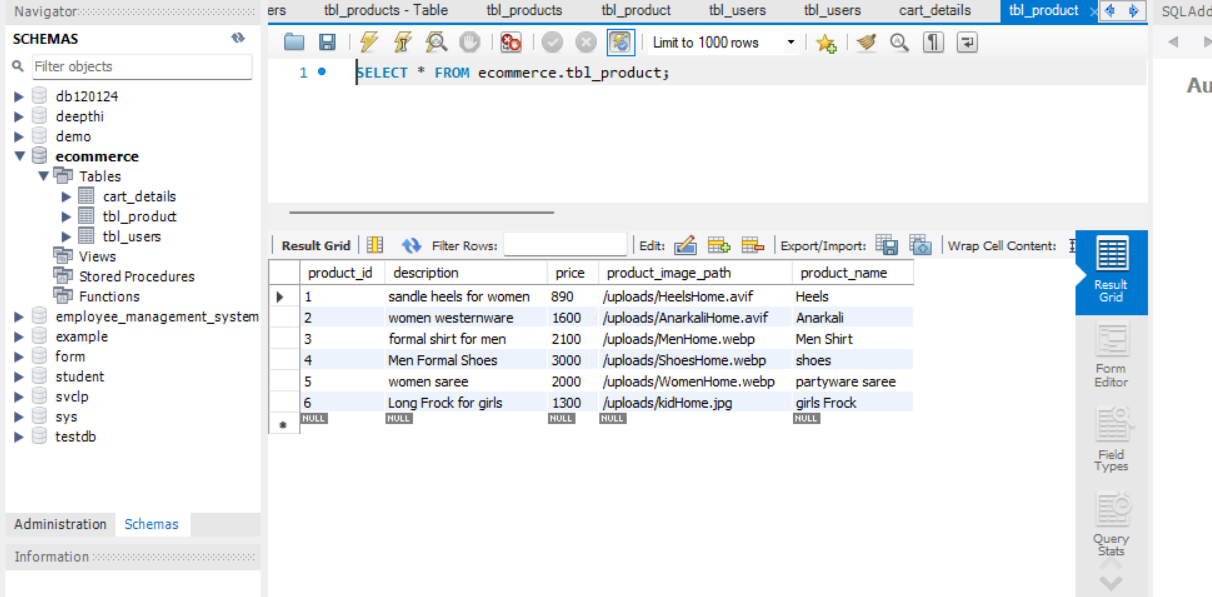 Navigator
ers tbl_products - Table tbl_products tbl_product tbl_users tbl_users cart_details tbl_product
SQLAdd
SCHEMAS
Filter objects
Limit to 1000 rows
1 SELECT * FROM ecommerce.tbl_product;
Au
db120124
deepthi
demo
ecommerce
Tables
cart_details
tbl_product
tbl_users
Views
Stored Procedures
Functions
employee_management_system
example
form
student
svclp
sys
testdb
Administration Schemas
Information
Result Grid Filter Rows: Edit: Export/Import: Wrap Cell Content:
product_id description price product_image_path product_name
1 sandle heels for women 890 /uploads/HeelsHome.avif Heels
2 women westernware 1600 /uploads/AnarkaliHome.avif Anarkali
3 formal shirt for men 2100 /uploads/MenHome.webp Men Shirt
4 Men Formal Shoes 3000 /uploads/ShoesHome.webp shoes
5 women saree 2000 /uploads/WomenHome.webp partyware saree
6 Long Frock for girls 1300 /uploads/kidHome.jpg girls Frock
NULL NULL NULL NULL NULL
Result
Grid
Form
Editor
Field
Types
Query
Stats